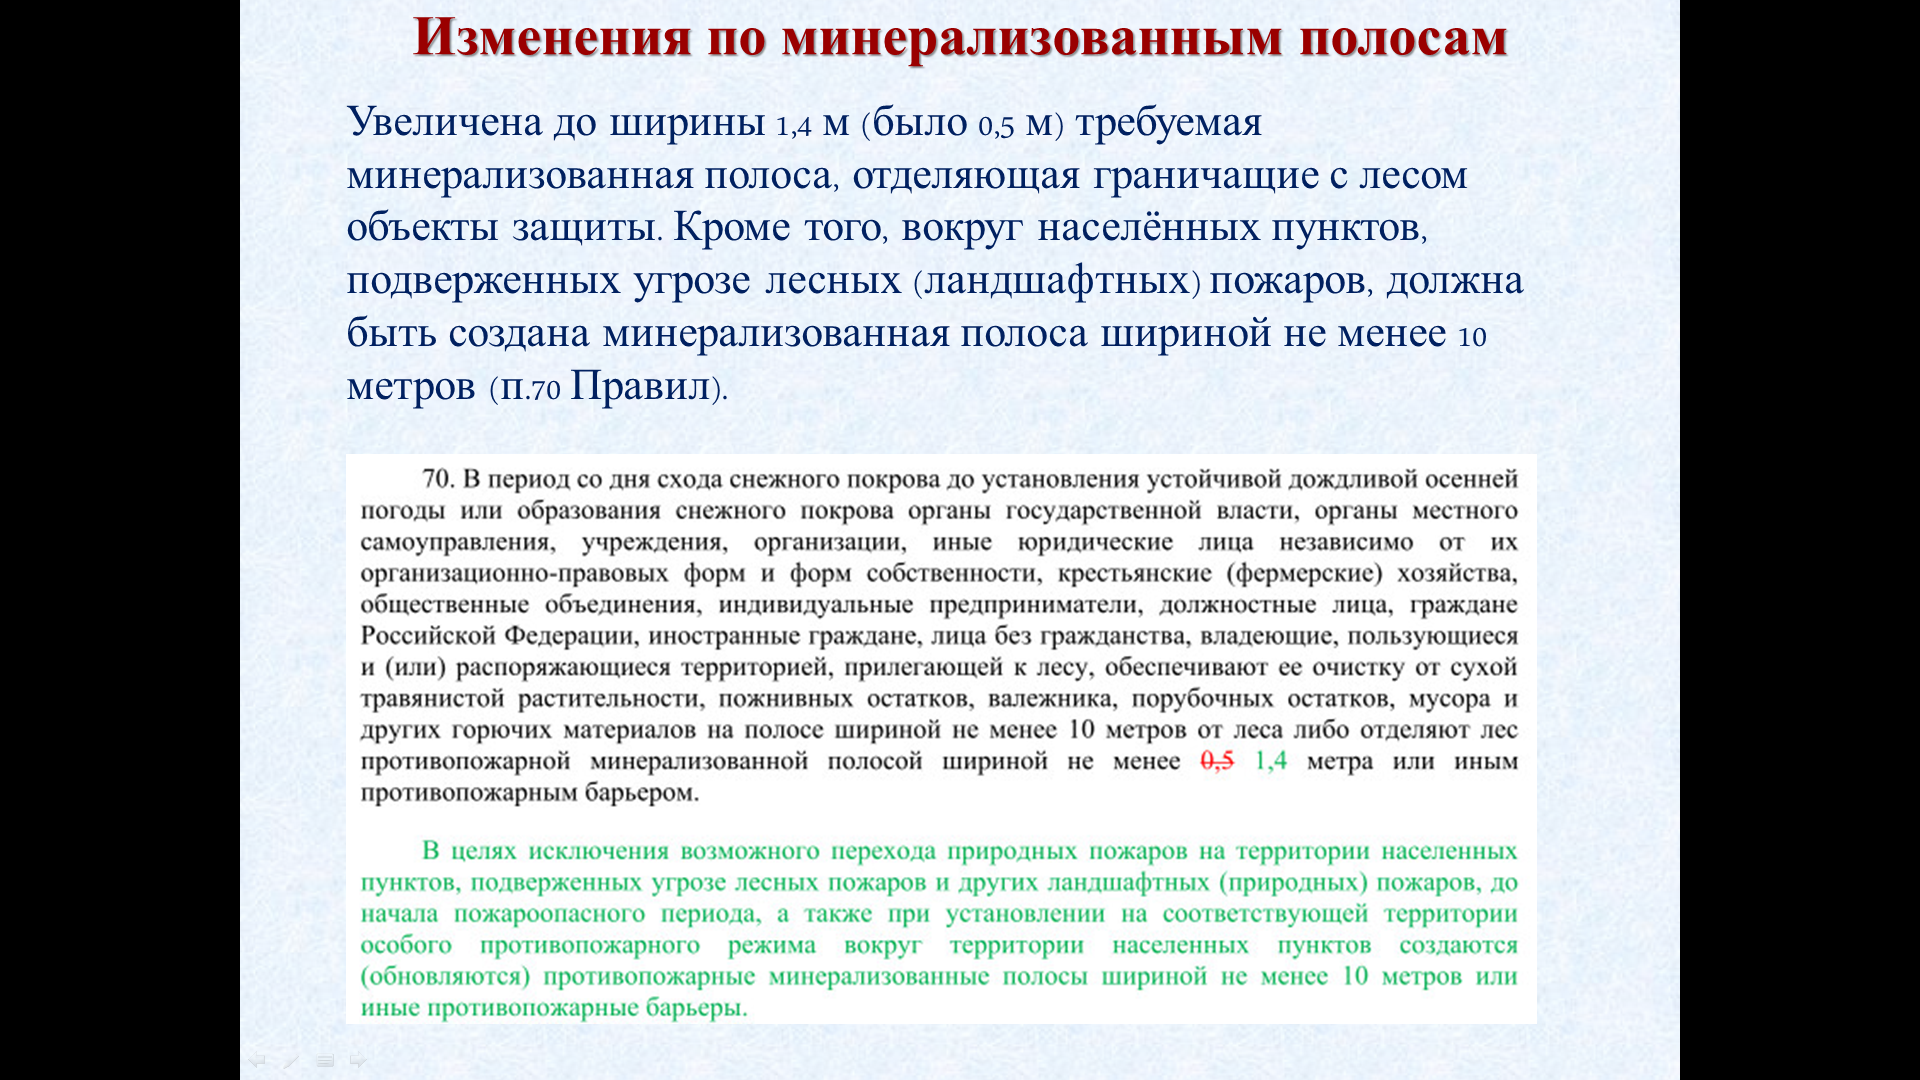 Изменения по минерализованным полосам
Увеличена до ширины 1,4 м (было 0,5 м) требуемая
минерализованная полоса, отделяющая граничащие с лесом
объекты защиты. Кроме того, вокруг населённых пунктов,
подверженных угрозе лесных (ландшафтных) пожаров, должна
быть создана минерализованная полоса шириной не менее 10
метров (п.70 Правил).
70. В период со дня схода снежного покрова до установления устойчивой дождливой осенней
погоды или образования снежного покрова органы государственной власти, органы местного
самоуправления, учреждения, организации, иные юридические лица независимо от их
организационно-правовых форм и форм собственности, крестьянские (фермерские) хозяйства,
общественные объединения, индивидуальные предприниматели, должностные лица, граждане
Российской Федерации, иностранные граждане, лица без гражданства, владеющие, пользующиеся
и (или) распоряжающиеся территорией, прилегающей к лесу, обеспечивают ее очистку от сухой
травянистой растительности, пожнивных остатков, валежника, порубочных остатков, мусора и
других горючих материалов на полосе шириной не менее 10 метров от леса либо отделяют лес
противопожарной минерализованной полосой шириной не менее 0,5 1,4 метра или иным
противопожарным барьером.
В целях исключения возможного перехода природных пожаров на территории населенных
пунктов, подверженных угрозе лесных пожаров и других ландшафтных (природных) пожаров, до
начала пожароопасного периода, а также при установлении на соответствующей территории
особого противопожарного режима вокруг территории населенных пунктов создаются
(обновляются) противопожарные минерализованные полосы шириной не менее 10 метров или
иные противопожарные барьеры.